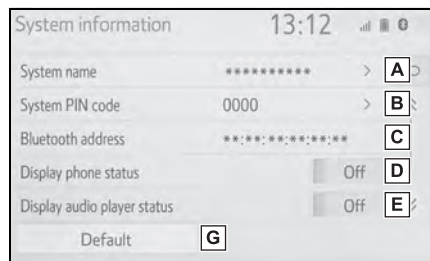 System information 13:12
System name ********** > A
System PIN code 0000 > B
Bluetooth address **:**:**:**:**:** C
Display phone status Off D
Display audio player status Off E
Default G